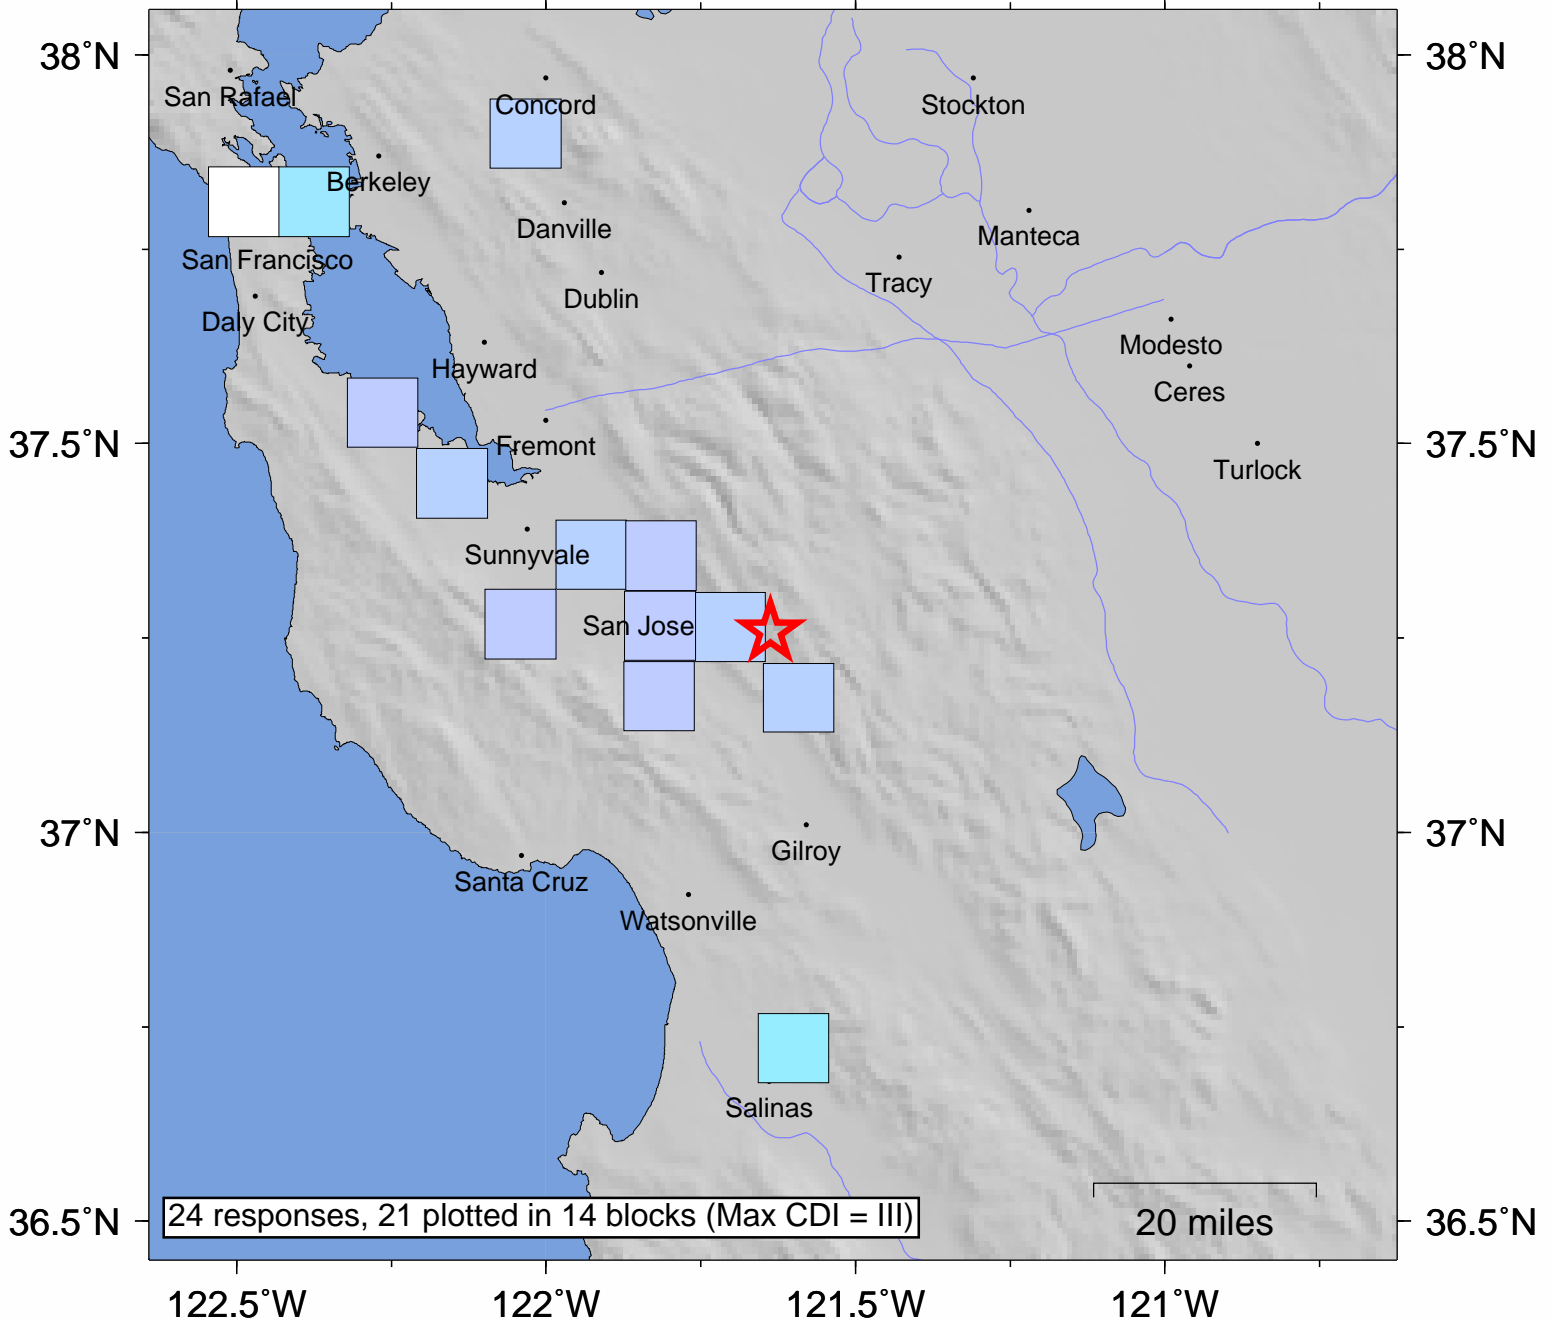 38°N
38°N
San Rafael
Concord
Stockton
Berkeley
Danville
Manteca
San Francisco
Tracy
Dublin
Daly City
Modesto
Hayward
Ceres
37.5°N
Fremont
37.5°N
Turlock
Sunnyvale
San Jose
37°N
37°N
Gilroy
Santa Cruz
Watsonville
Salinas
24 responses, 21 plotted in 14 blocks (Max CDI = III)
20 miles
36.5°N
36.5°N
122.5°W
122°W
121.5°W
121°W